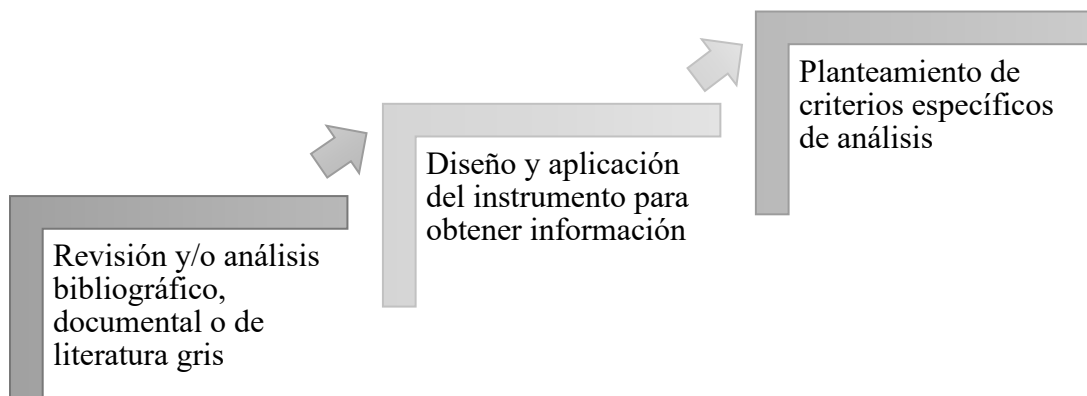 Revisión y/o análisis
bibliográfico,
documental o de
literatura gris
Diseño y aplicación
del instrumento para
obtener información
Planteamiento de
criterios específicos
de análisis